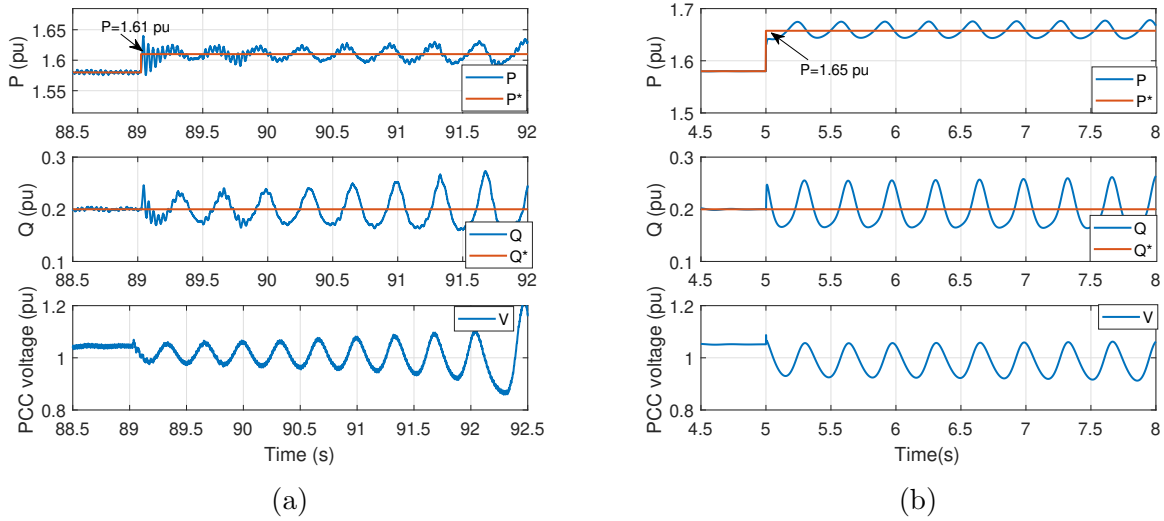 P (pu)
1.65
1.6
1.55
P=1.61 pu
P
P*
88.5 89 89.5 90 90.5 91 91.5 92
Q (pu)
0.3
0.2
0.1
Q
Q*
88.5 89 89.5 90 90.5 91 91.5 92
PCC voltage (pu)
1.2
1
0.8
V
88.5 89 89.5 90 90.5 91 91.5 92 92.5
Time (s)
(a)
P (pu)
1.7
1.6
1.5
P=1.65 pu
P
P*
4.5 5 5.5 6 6.5 7 7.5 8
Q (pu)
0.3
0.2
0.1
Q
Q*
4.5 5 5.5 6 6.5 7 7.5 8
PCC voltage (pu)
1.2
1
0.8
V
4.5 5 5.5 6 6.5 7 7.5 8
Time(s)
(b)